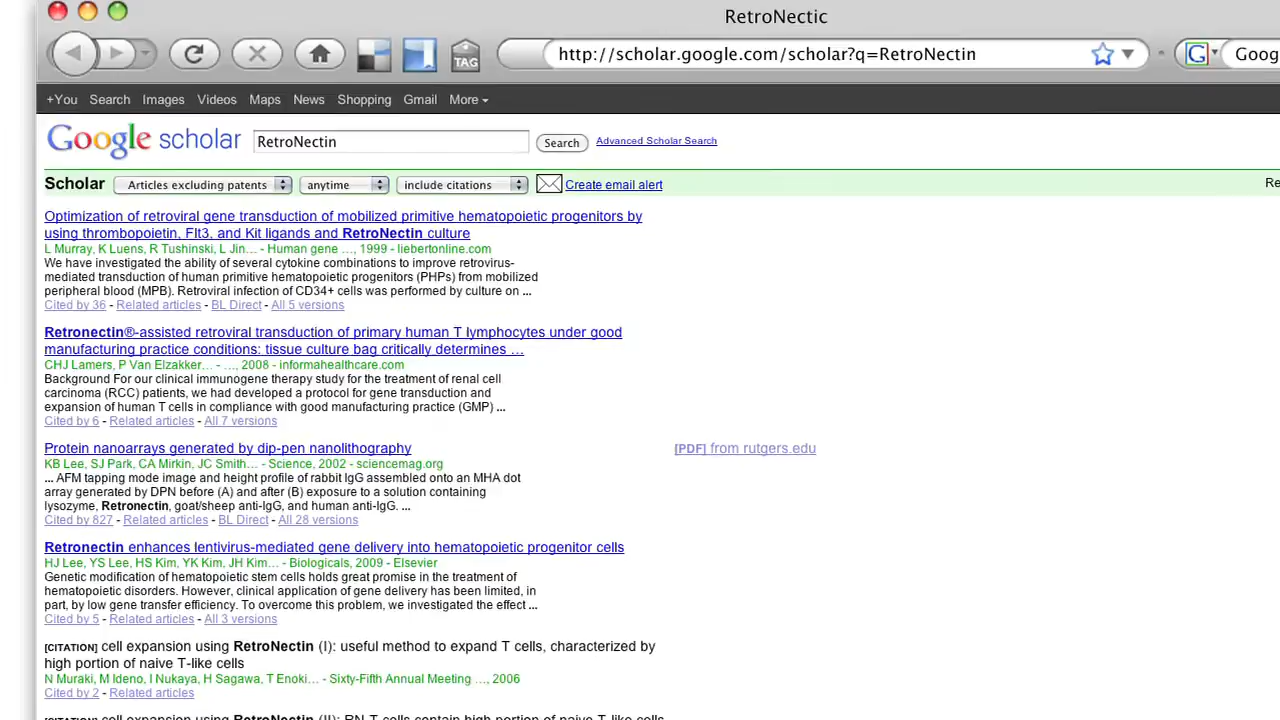 RetroNectic
TAG
http://scholar.google.com/scholar?q=RetroNectin
G
Goog
+You Search Images Videos Maps News Shopping Gmail More
Google scholar RetroNectin Search Advanced Scholar Search
Scholar Articles excluding patents anytime include citations Create email alert Re
Optimization of retroviral gene transduction of mobilized primitive hematopoietic progenitors by
using thrombopoietin, Flt3, and Kit ligands and RetroNectin culture
L Murray, K Luens, R Tushinski, L Jin... - Human gene ..., 1999 - liebertonline.com
We have investigated the ability of several cytokine combinations to improve retrovirus-
mediated transduction of human primitive hematopoietic progenitors (PHPs) from mobilized
peripheral blood (MPB). Retroviral infection of CD34+ cells was performed by culture on ...
Cited by 36 - Related articles - BL Direct - All 5 versions
Retronectin®-assisted retroviral transduction of primary human T lymphocytes under good
manufacturing practice conditions: tissue culture bag critically determines …
CHJ Lamers, P Van Elzakker... - ..., 2008 - informahealthcare.com
Background For our clinical immunogene therapy study for the treatment of renal cell
carcinoma (RCC) patients, we had developed a protocol for gene transduction and
expansion of human T cells in compliance with good manufacturing practice (GMP) ...
Cited by 6 - Related articles - All 7 versions
Protein nanoarrays generated by dip-pen nanolithography [PDF] from rutgers.edu
KB Lee, SJ Park, CA Mirkin, JC Smith... - Science, 2002 - sciencemag.org
... AFM tapping mode image and height profile of rabbit IgG assembled onto an MHA dot
array generated by DPN before (A) and after (B) exposure to a solution containing
lysozyme, Retronectin, goat/sheep anti-IgG, and human anti-IgG. ...
Cited by 827 - Related articles - BL Direct - All 28 versions
Retronectin enhances lentivirus-mediated gene delivery into hematopoietic progenitor cells
HJ Lee, YS Lee, HS Kim, YK Kim, JH Kim... - Biologicals, 2009 - Elsevier
Genetic modification of hematopoietic stem cells holds great promise in the treatment of
hematopoietic disorders. However, clinical application of gene delivery has been limited, in
part, by low gene transfer efficiency. To overcome this problem, we investigated the effect ...
Cited by 5 - Related articles - All 3 versions
[CITATION] cell expansion using RetroNectin (I): useful method to expand T cells, characterized by
high portion of naive T-like cells
N Muraki, M Ideno, I Nukaya, H Sagawa, T Enoki... - Sixty-Fifth Annual Meeting ..., 2006
Cited by 2 - Related articles
[CITATION] cell expansion using RetroNectin (II): RN-T cells contain high portion of naive T-like cells